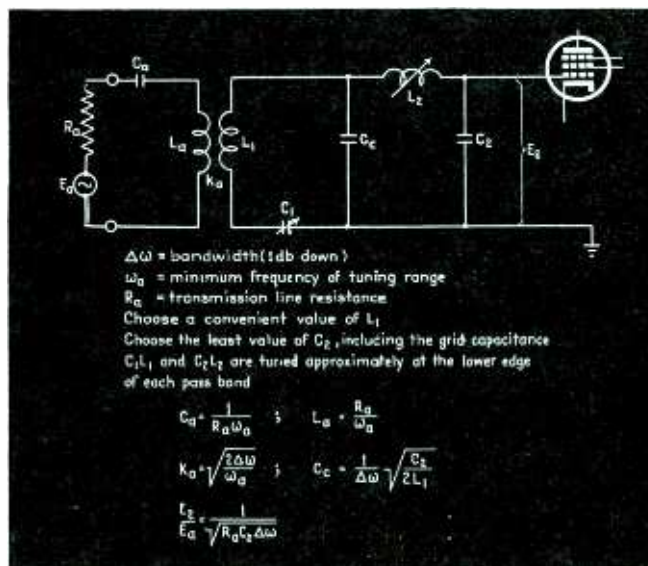 Ca
Ra
La
L1
Ka
Ea
C1
Cc
L2
C2
E2
Δω = bandwidth (1db down)
ωa = minimum frequency of tuning range
Ra = transmission line resistance
Choose a convenient value of L1
Choose the least value of C2, including the grid capacitance
C1L1 and C2L2 are tuned approximately at the lower edge
of each pass band
Ca = 1/(Raωa) ; La = Ra/ωa
Ka = √(2Δω/ωa) ; Cc = 1/Δω √(C2/2L1)
E2/Ea = 1/√(RaC2Δω)